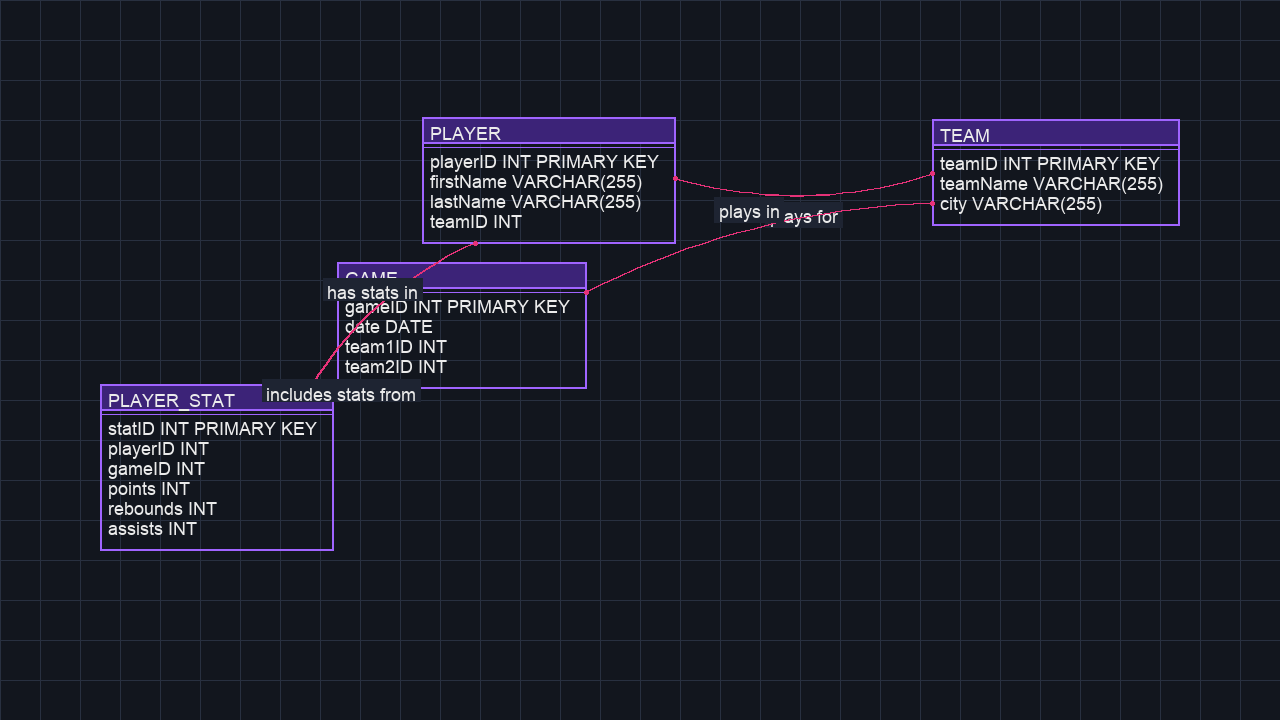 PLAYER
playerID INT PRIMARY KEY
firstName VARCHAR(255)
lastName VARCHAR(255)
teamID INT
TEAM
teamID INT PRIMARY KEY
teamName VARCHAR(255)
city VARCHAR(255)
plays in
for
GAME
has stats in
gameID INT PRIMARY KEY
date DATE
team1ID INT
team2ID INT
includes stats from
PLAYER_STAT
statID INT PRIMARY KEY
playerID INT
gameID INT
points INT
rebounds INT
assists INT